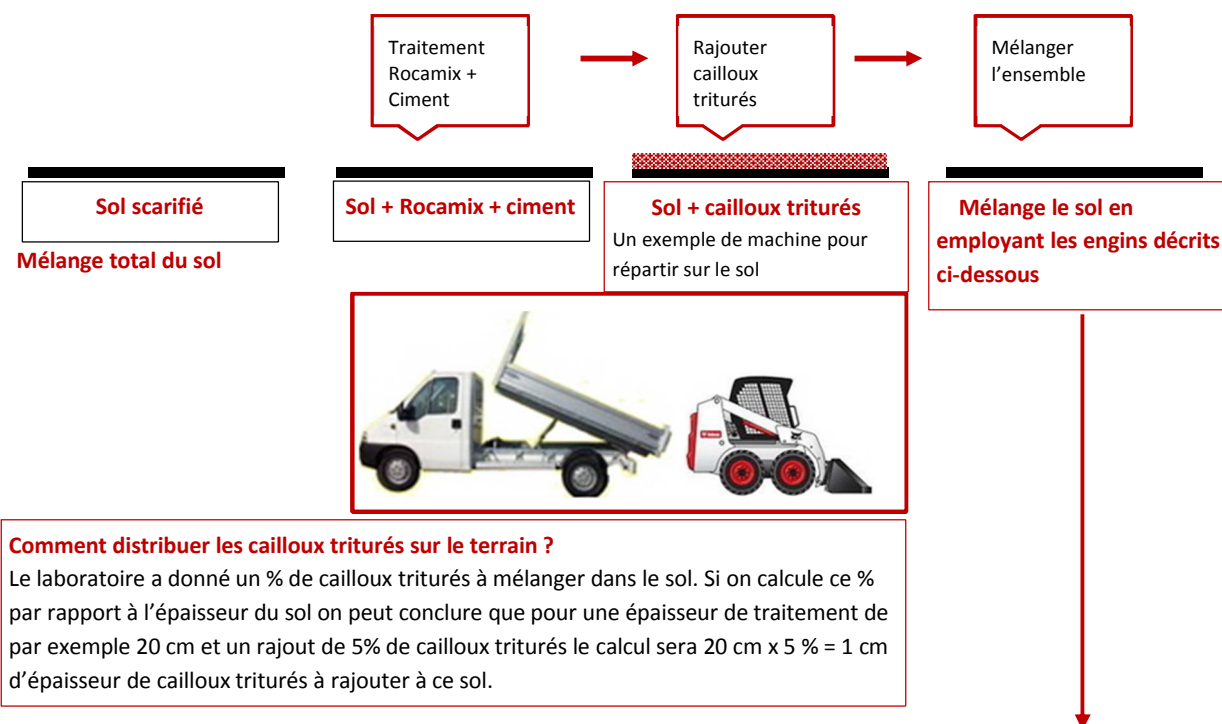 Traitement
Rocamix +
Ciment
Rajouter
cailloux
triturés
Mélanger
l’ensemble
Sol scarifié
Mélange total du sol
Sol + Rocamix + ciment
Sol + cailloux triturés
Un exemple de machine pour
répartir sur le sol
Mélange le sol en
employant les engins décrits
ci-dessous
Comment distribuer les cailloux triturés sur le terrain ?
Le laboratoire a donné un % de cailloux triturés à mélanger dans le sol. Si on calcule ce %
par rapport à l’épaisseur du sol on peut conclure que pour une épaisseur de traitement de
par exemple 20 cm et un rajout de 5% de cailloux triturés le calcul sera 20 cm x 5 % = 1 cm
d’épaisseur de cailloux triturés à rajouter à ce sol.